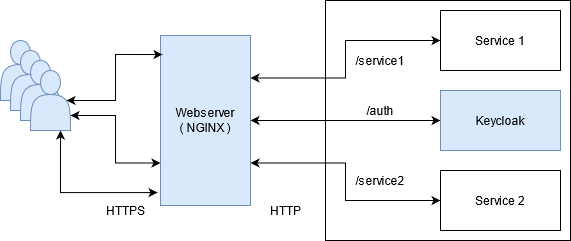 Service 1
/service1
Webserver
( NGINX )
/auth
Keycloak
/service2
Service 2
HTTPS
HTTP